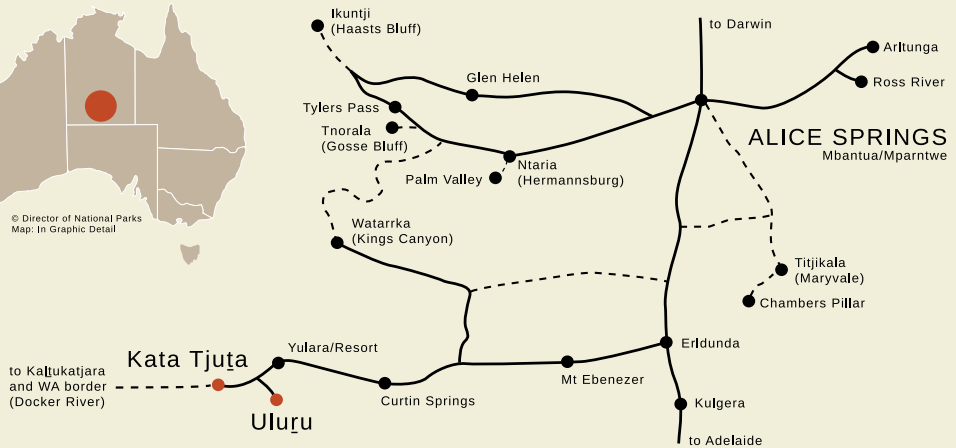 Ikuntji
(Haasts Bluff)
to Darwin
Arltunga
Ross River
Glen Helen
Tylers Pass
Tnorala
(Gosse Bluff)
ALICE SPRINGS
Mbantua/Mparntwe
Ntaria
(Hermannsburg)
Palm Valley
© Director of National Parks
Map: In Graphic Detail
Watarrka
(Kings Canyon)
Titjikala
(Maryvale)
Chambers Pillar
Kata Tjuṯa
Yulara/Resort
Erldunda
to Kaltukatjara
and WA border
(Docker River)
Mt Ebenezer
Curtin Springs
Uluṟu
Kulgera
to Adelaide